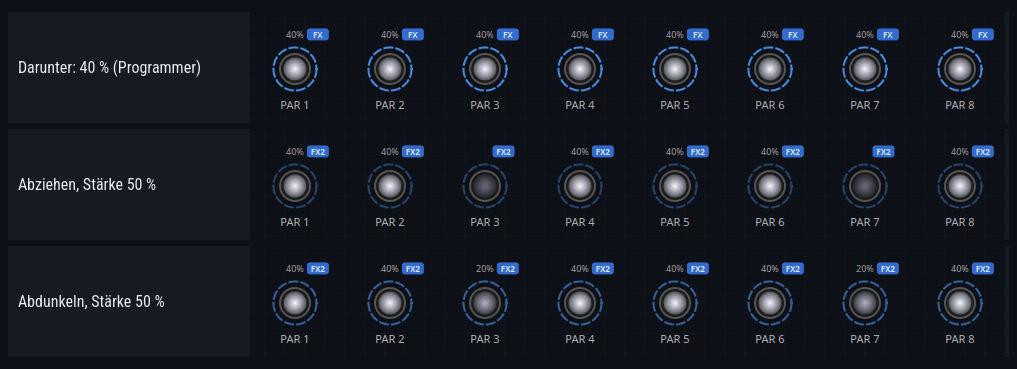 40% FX 40% FX 40% FX 40% FX 40% FX 40% FX 40% FX 40% FX
Darunter: 40 % (Programmer)
PAR 1 PAR 2 PAR 3 PAR 4 PAR 5 PAR 6 PAR 7 PAR 8
40% FX2 40% FX2 FX2 40% FX2 40% FX2 40% FX2 FX2 40% FX2
Abziehen, Stärke 50 %
PAR 1 PAR 2 PAR 3 PAR 4 PAR 5 PAR 6 PAR 7 PAR 8
40% FX2 40% FX2 20% FX2 40% FX2 40% FX2 40% FX2 20% FX2 40% FX2
Abdunkeln, Stärke 50 %
PAR 1 PAR 2 PAR 3 PAR 4 PAR 5 PAR 6 PAR 7 PAR 8